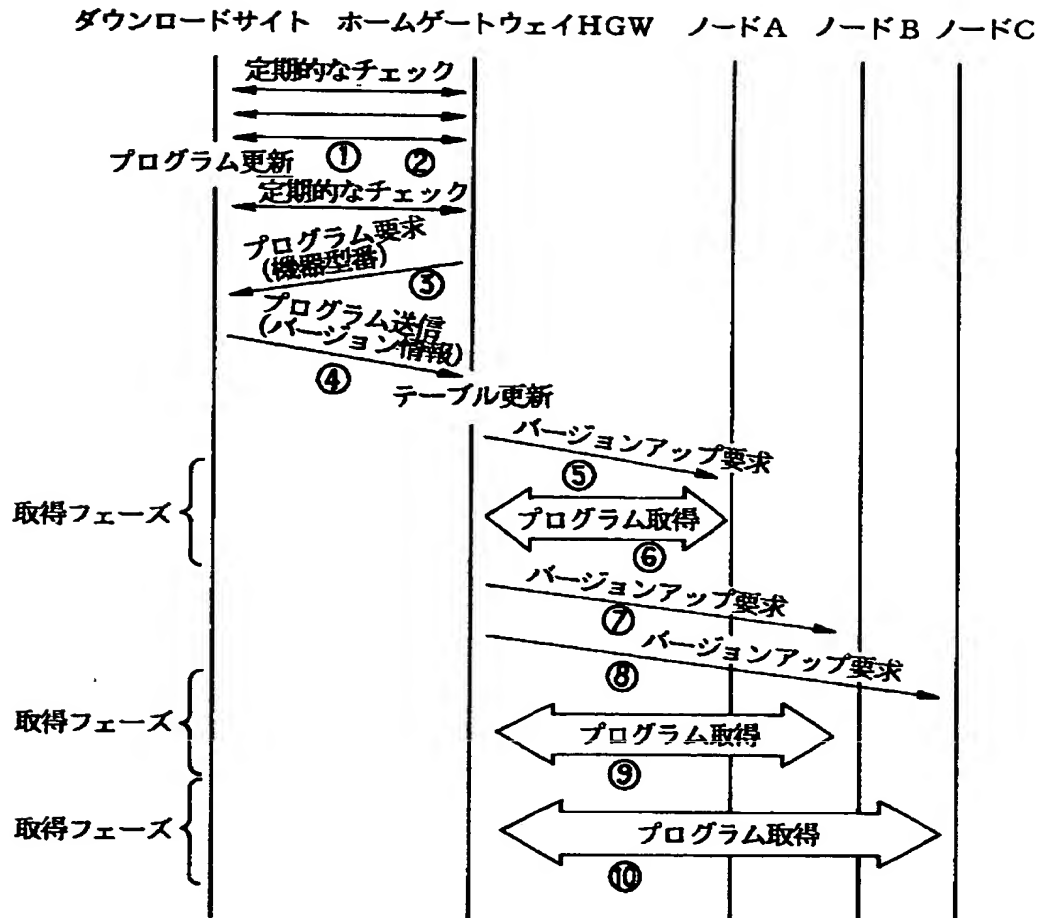 ダウンロードサイト ホームゲートウェイHGW ノードA ノードB ノードC
定期的なチェック
① ②
プログラム更新
定期的なチェック
プログラム要求
(機器型番)
③
プログラム送信
(バージョン情報)
④
テーブル更新
バージョンアップ要求
⑤
取得フェーズ
プログラム取得
⑥
バージョンアップ要求
⑦
バージョンアップ要求
⑧
取得フェーズ
プログラム取得
⑨
取得フェーズ
プログラム取得
⑩